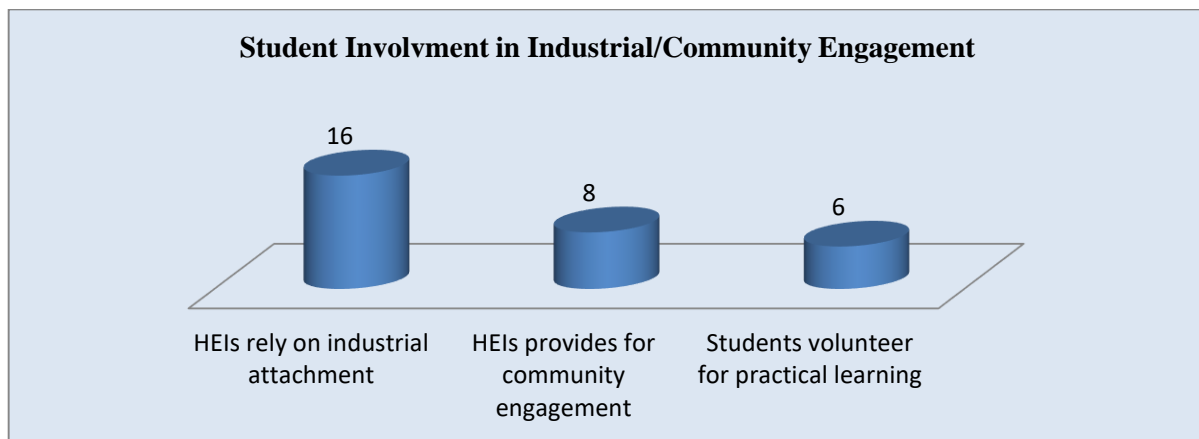 Student Involvment in Industrial/Community Engagement
16
8
6
HEIs rely on industrial
attachment
HEIs provides for
community
engagement
Students volunteer
for practical learning